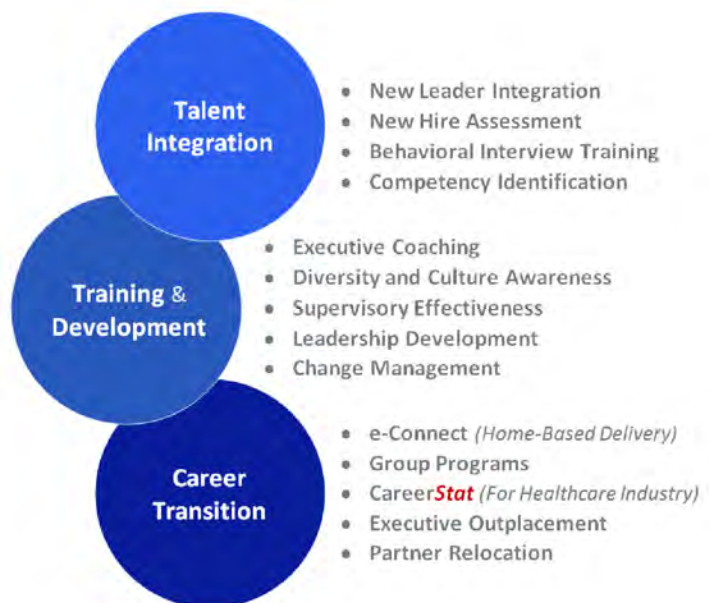 Talent
Integration
• New Leader Integration
• New Hire Assessment
• Behavioral Interview Training
• Competency Identification
Training &
Development
• Executive Coaching
• Diversity and Culture Awareness
• Supervisory Effectiveness
• Leadership Development
• Change Management
Career
Transition
• e-Connect (Home-Based Delivery)
• Group Programs
• CareerStat (For Healthcare Industry)
• Executive Outplacement
• Partner Relocation